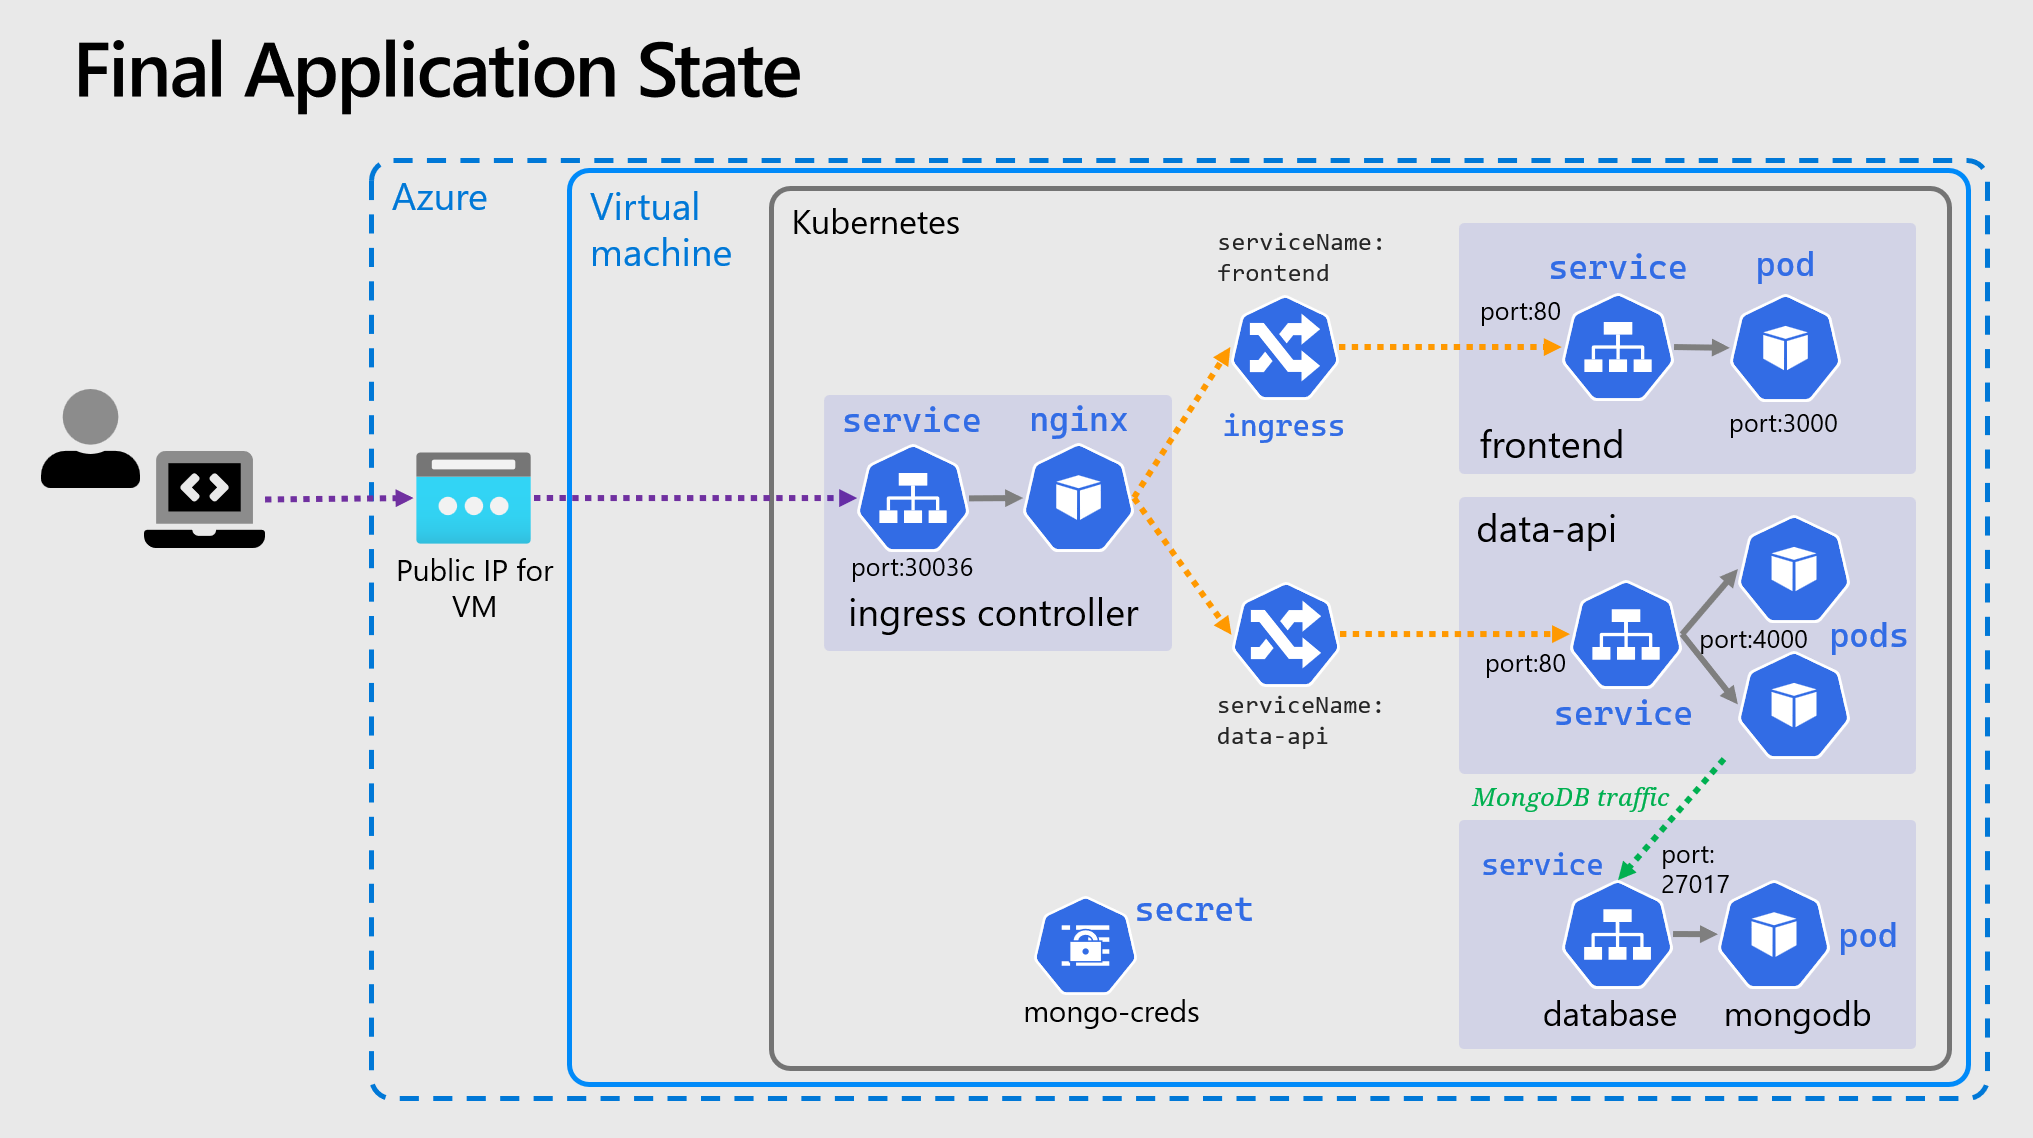 Final Application State
Azure
Virtual
machine
Kubernetes
serviceName:
frontend
ingress
service
pod
port:80
port:3000
frontend
service
nginx
port:30036
ingress controller
Public IP for
VM
data-api
port:80
port:4000
pods
service
serviceName:
data-api
MongoDB traffic
service
port:
27017
pod
database
mongodb
secret
mongo-creds